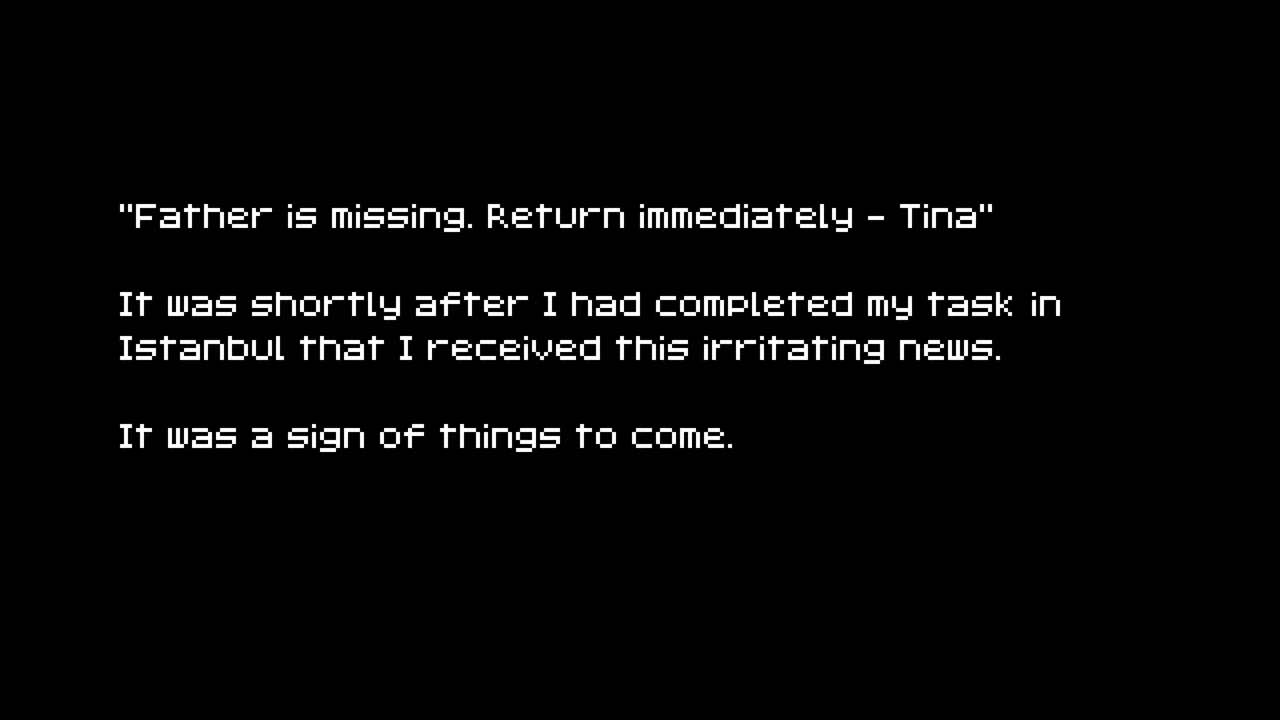 "Father is missing. Return immediately - Tina"
It was shortly after I had completed my task in
Istanbul that I received this irritating news.
It was a sign of things to come.